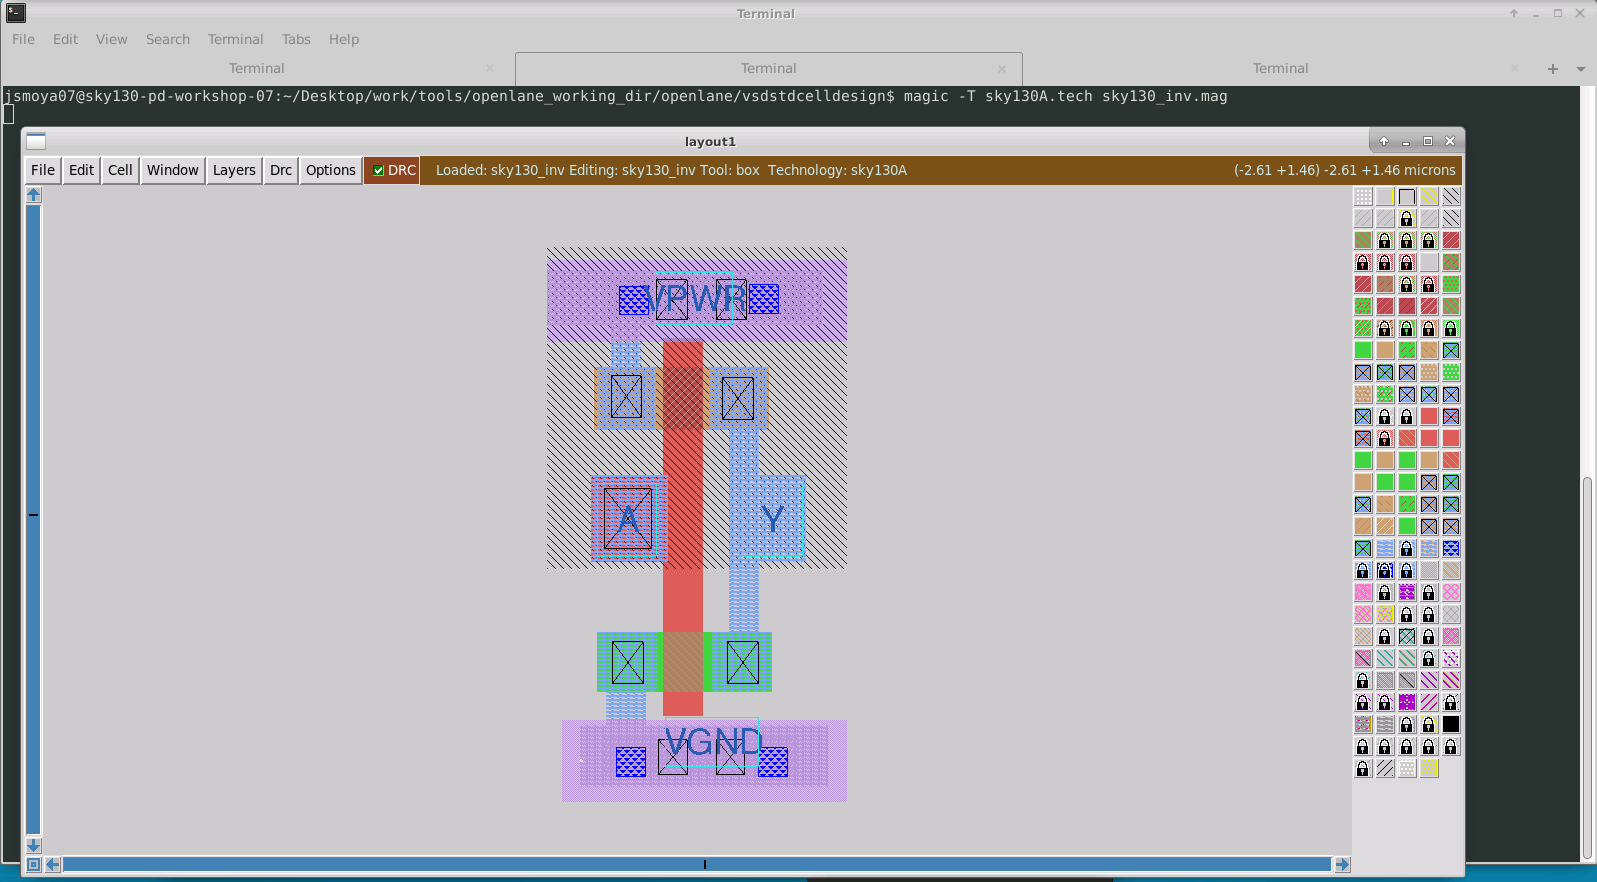 Terminal
File Edit View Search Terminal Tabs Help
Terminal Terminal Terminal
jsmoya07@sky130-pd-workshop-07:~/Desktop/work/tools/openlane_working_dir/openlane/vsdstdcelldesign$ magic -T sky130A.tech sky130_inv.mag
layout1
File Edit Cell Window Layers Drc Options DRC Loaded: sky130_inv Editing: sky130_inv Tool: box Technology: sky130A (-2.61 +1.46) -2.61 +1.46 microns
VPWR
A Y
VGND